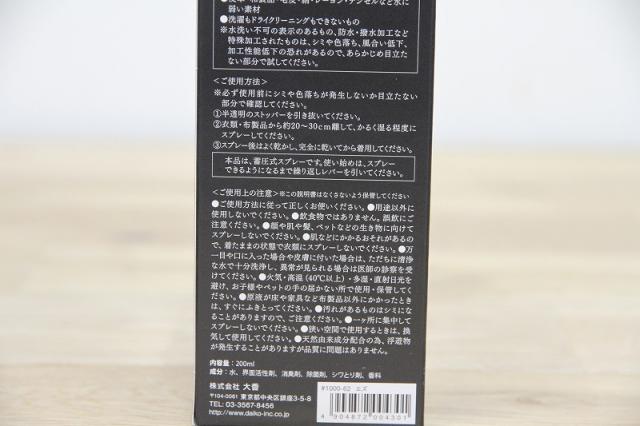 弱い素材
●洗濯もドライクリーニングもできないもの
※水洗い不可の表示のあるもの、防水・撥水加工など
特殊加工されたものは、シミや色落ち、風合い低下、
加工性能低下の恐れがあるので、あらかじめ目立た
ない部分で試してください。
<ご使用方法>
※必ず使用前にシミや色落ちが発生しないか目立たない
部分で確認してください。
①半透明のストッパーを引き抜いてください。
②衣類・布製品から約20〜30cm離して、かるく湿る程度に
スプレーしてください。
③スプレー後はよく乾かし、完全に乾いてから着用してください。
本品は、蓄圧式スプレーです。使い始めは、スプレー
できるようになるまで繰り返しレバーを引いてください。
<ご使用上の注意>※この説明書はなくさないよう保管してください
●ご使用方法に従って正しくお使いください。●用途以外に
使用しないでください。●飲食物ではありません。誤飲にご
注意ください。●顔や肌や髪、ペットなどの生き物に向けて
スプレーしないでください。●肌などにかかるおそれがあるの
で、着たままの状態で衣類にスプレーしないでください。●万
一目や口に入った場合や皮膚に付いた場合は、ただちに清浄
な水で十分洗浄し、異常が見られる場合は医師の診察を受け
てください。●火気・高温(40℃以上)・多湿・直射日光を
避け、お子様やペットの手の届かない所で使用・保管してく
ださい。●原液が床や家具など布製品以外にかかったとき
は、すぐにふきとってください。●汚れがあるものはシミにな
ることがありますので、ご注意ください。●一ヶ所に集中して
スプレーしないでください。●狭い空間で使用するときは、換
気して使用してください。●天然由来成分配合の為、浮遊物
が発生することがありますが品質に問題はありません。
内容量:200ml
成分:水、界面活性剤、消臭剤、除菌剤、シワとり剤、香料
株式会社 大香
〒104-0061 東京都中央区銀座3-5-8
TEL. 03-3567-8456
http://www.daiko-inc.co.jp
#1000-62 エズ
4 904872 004301